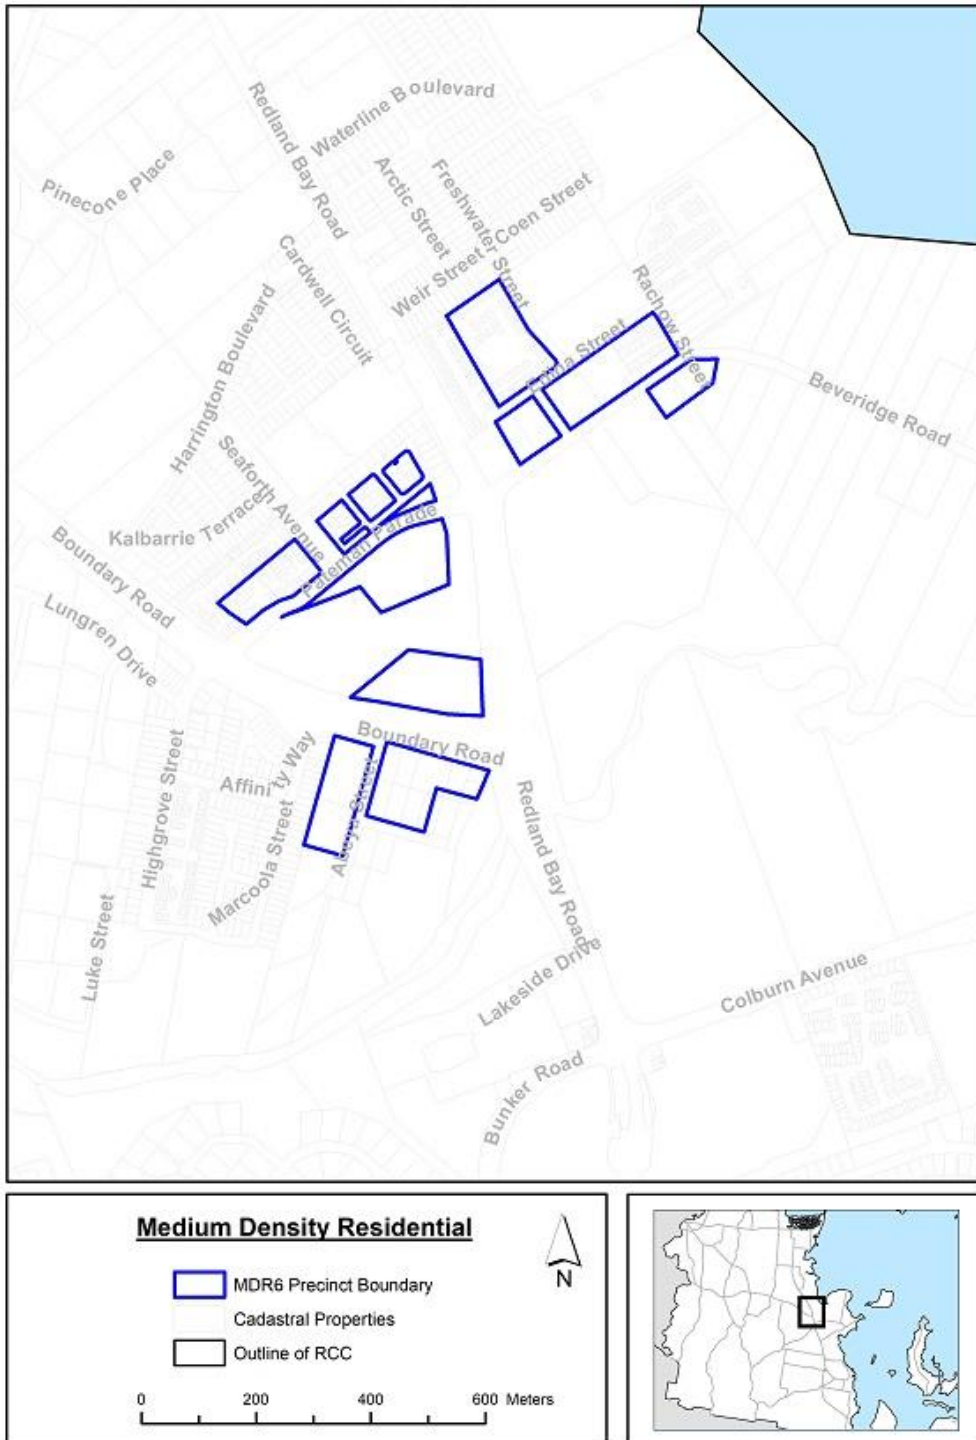 Waterline Boulevard
Redland Bay Road
Pinecone Place
Arctic Street
Freshwater Street
Coen Street
Weir Street
Cardwell Circuit
Harrington Boulevard
Rachow Street
Edina Street
Beveridge Road
Seaforth Avenue
Kalbarrie Terrace
Pateman Parade
Boundary Road
Lungren Drive
Boundary Road
Highgrove Street
Affinity Way
Abeya Street
Marcoola Street
Luke Street
Redland Bay Road
Lakeside Drive
Colburn Avenue
Bunker Road
Medium Density Residential
MDR6 Precinct Boundary
Cadastral Properties
Outline of RCC
N
0 200 400 600 Meters